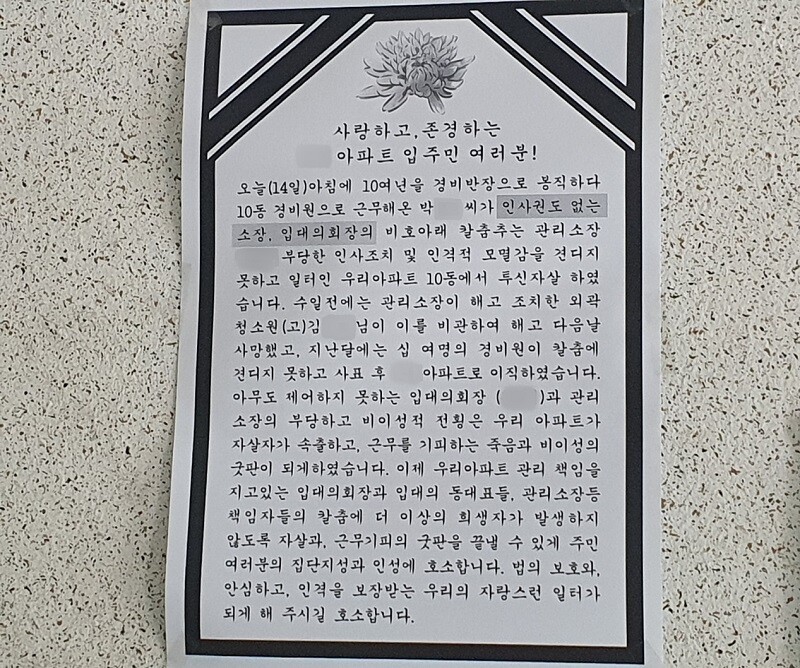 사랑하고, 존경하는
아파트 입주민 여러분!
오늘(14일)아침에 10여년을 경비반장으로 봉직하다
10동 경비원으로 근무해온 박 씨가 인사권도 없는
소장, 입대의회장의 비호아래 칼춤추는 관리소장
부당한 인사조치 및 인격적 모멸감을 견디지
못하고 일터인 우리아파트 10동에서 투신자살 하였
습니다. 수일전에는 관리소장이 해고 조치한 외곽
청소원(고)김 님이 이를 비관하여 해고 다음날
사망했고, 지난달에는 십 여명의 경비원이 칼춤에
견디지 못하고 사표 후 아파트로 이직하였습니다.
아무도 제어하지 못하는 입대의회장 ( )과 관리
소장의 부당하고 비이성적 전횡은 우리 아파트가
자살자가 속출하고, 근무를 기피하는 죽음과 비이성의
굿판이 되게하였습니다. 이제 우리아파트 관리 책임을
지고있는 입대의회장과 입대의 동대표들, 관리소장등
책임자들의 칼춤에 더 이상의 희생자가 발생하지
않도록 자살과, 근무기피의 굿판을 끝낼 수 있게 주민
여러분의 집단지성과 인성에 호소합니다. 법의 보호와,
안심하고, 인격을 보장받는 우리의 자랑스런 일터가
되게 해 주시길 호소합니다.